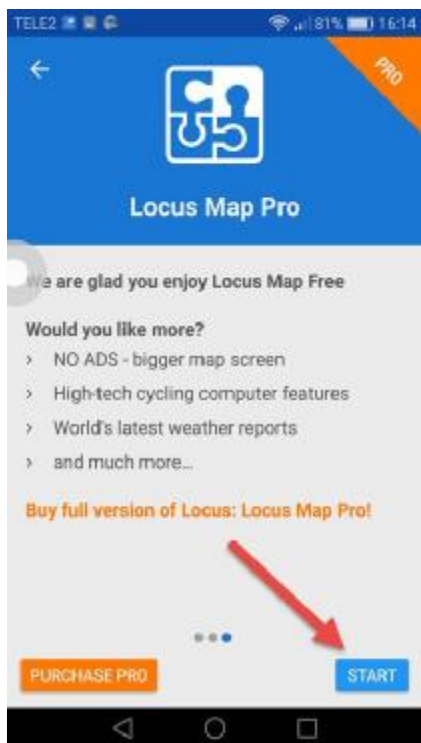 TELE2 81% 16:14
PRO
Locus Map Pro
We are glad you enjoy Locus Map Free
Would you like more?
› NO ADS - bigger map screen
› High-tech cycling computer features
› World's latest weather reports
› and much more...
Buy full version of Locus: Locus Map Pro!
PURCHASE PRO START